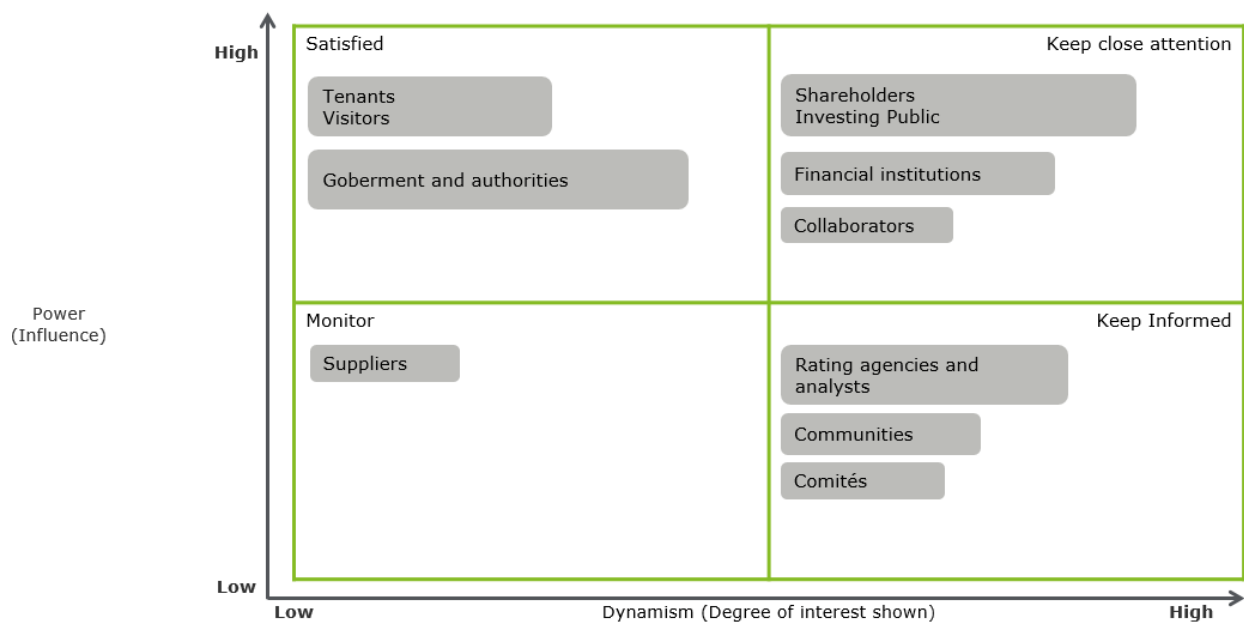 High
Satisfied
Keep close attention
Tenants
Visitors
Shareholders
Investing Public
Goberment and authorities
Financial institutions
Collaborators
Power
(Influence)
Monitor
Keep Informed
Suppliers
Rating agencies and
analysts
Communities
Comités
Low
Low
Dynamism (Degree of interest shown)
High